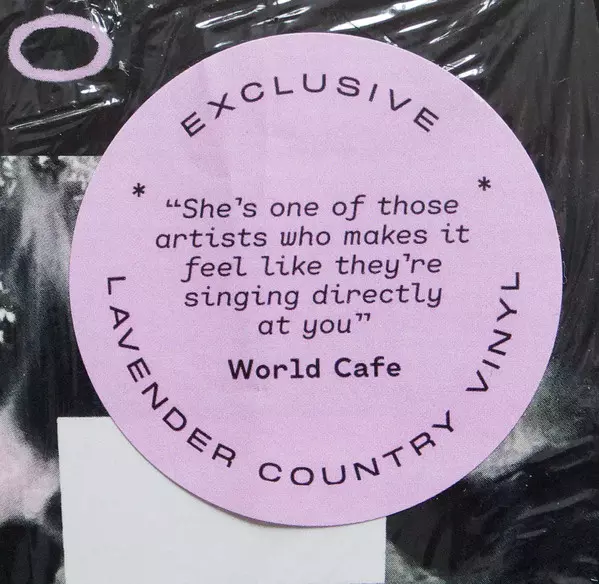 EXCLUSIVE
* *
“She’s one of those
artists who makes it
feel like they’re
singing directly
at you”
World Cafe
LAVENDER COUNTRY VINYL